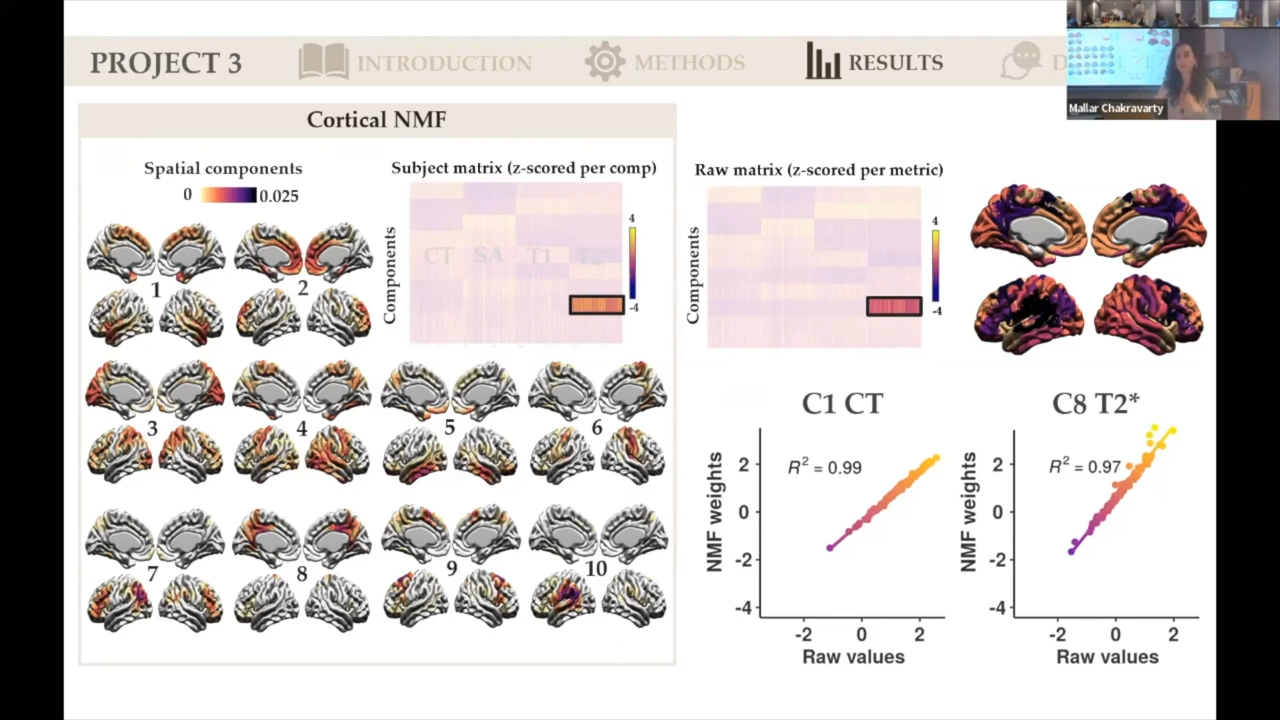 PROJECT 3
INTRODUCTION
METHODS
RESULTS
D
Mallar Chakravarty
Cortical NMF
Spatial components
0
0.025
Subject matrix (z-scored per comp)
Raw matrix (z-scored per metric)
Components
CT SA T1 T2*
4
-4
Components
4
-4
1
2
3
4
5
6
7
8
9
10
C1 CT
R² = 0.99
NMF weights
2
0
-2
-4
-2 0 2
Raw values
C8 T2*
R² = 0.97
NMF weights
2
0
-2
-4
-2 0 2
Raw values